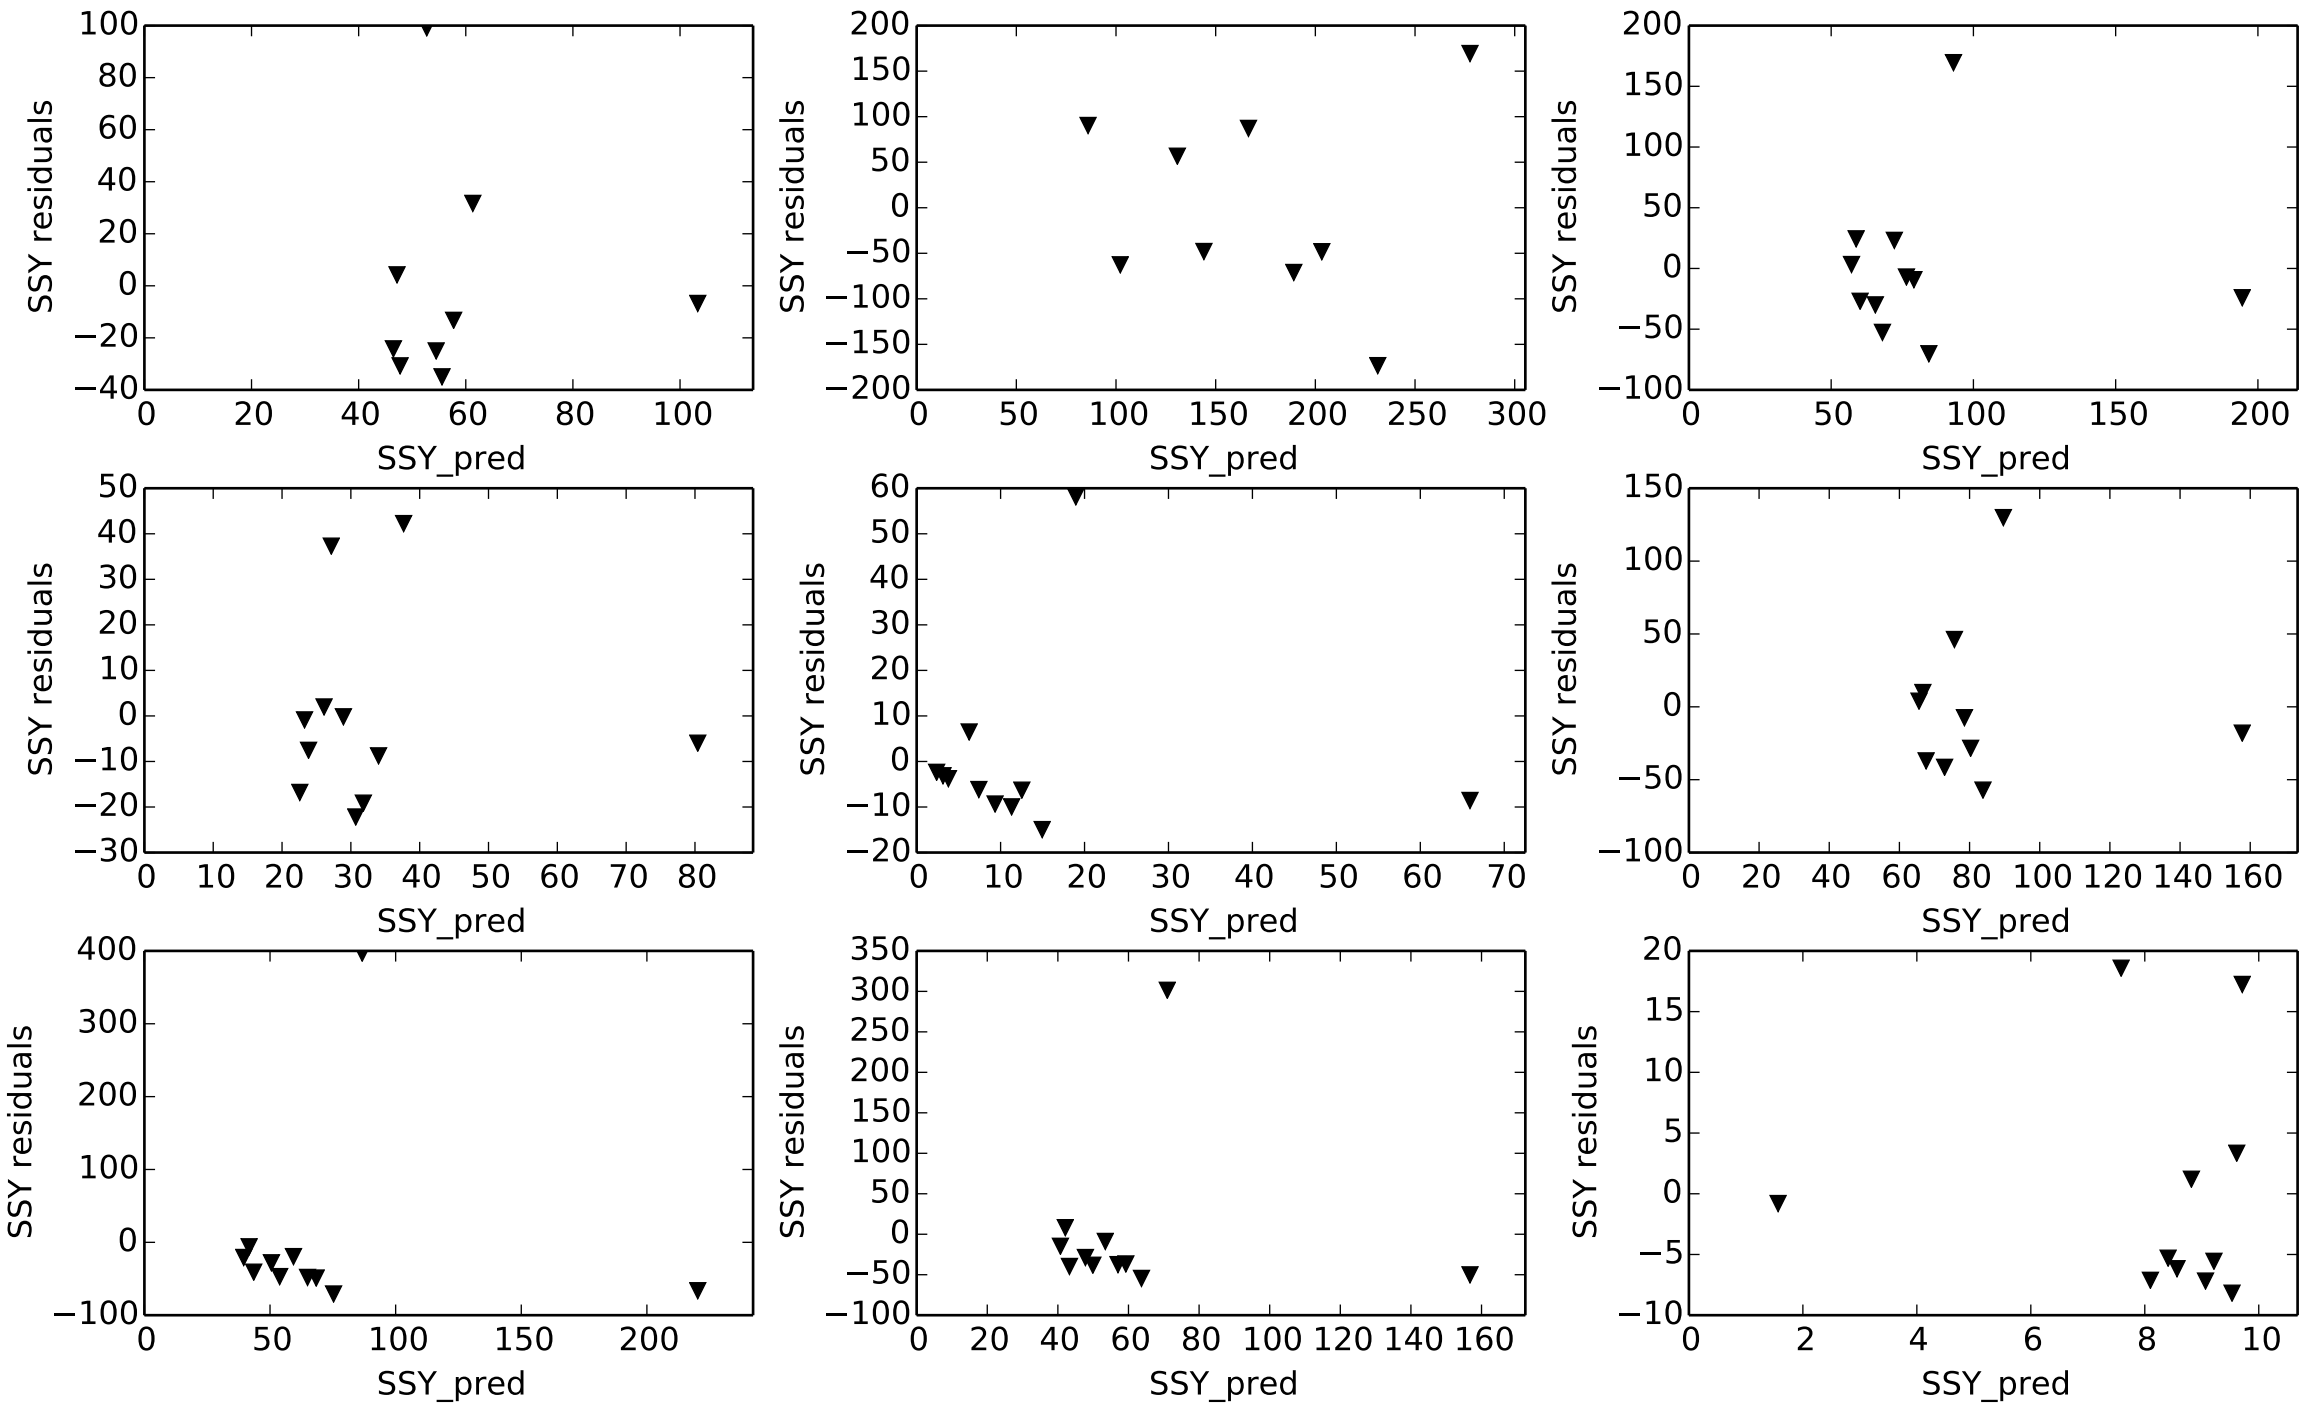 100 80 60 40 20 0 −20 −40
SSY residuals
0 20 40 60 80 100
SSY_pred
200 150 100 50 0 −50 −100 −150 −200
SSY residuals
0 50 100 150 200 250 300
SSY_pred
200 150 100 50 0 −50 −100
SSY residuals
0 50 100 150 200
SSY_pred
50 40 30 20 10 0 −10 −20 −30
SSY residuals
0 10 20 30 40 50 60 70 80
SSY_pred
60 50 40 30 20 10 0 −10 −20
SSY residuals
0 10 20 30 40 50 60 70
SSY_pred
150 100 50 0 −50 −100
SSY residuals
0 20 40 60 80 100 120 140 160
SSY_pred
400 300 200 100 0 −100
SSY residuals
0 50 100 150 200
SSY_pred
350 300 250 200 150 100 50 0 −50 −100
SSY residuals
0 20 40 60 80 100 120 140 160
SSY_pred
20 15 10 5 0 −5 −10
SSY residuals
0 2 4 6 8 10
SSY_pred